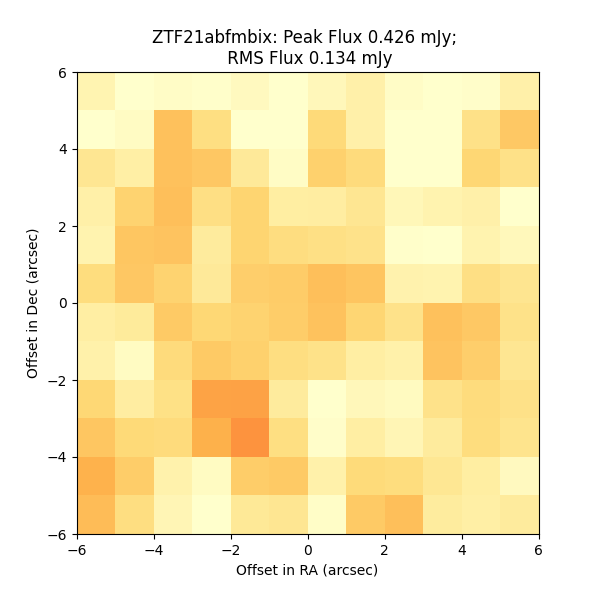 ZTF21abfmbix: Peak Flux 0.426 mJy;
RMS Flux 0.134 mJy
6
4
2
0
−2
−4
−6
Offset in Dec (arcsec)
−6 −4 −2 0 2 4 6
Offset in RA (arcsec)